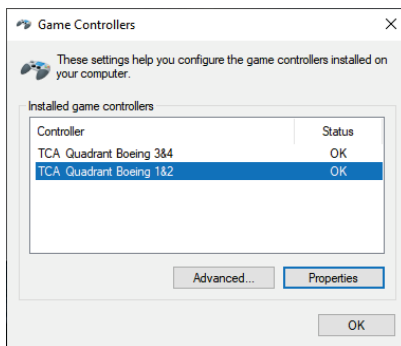 Game Controllers
These settings help you configure the game controllers installed on
your computer.
Installed game controllers
Controller Status
TCA Quadrant Boeing 3&4 OK
TCA Quadrant Boeing 1&2 OK
Advanced... Properties
OK